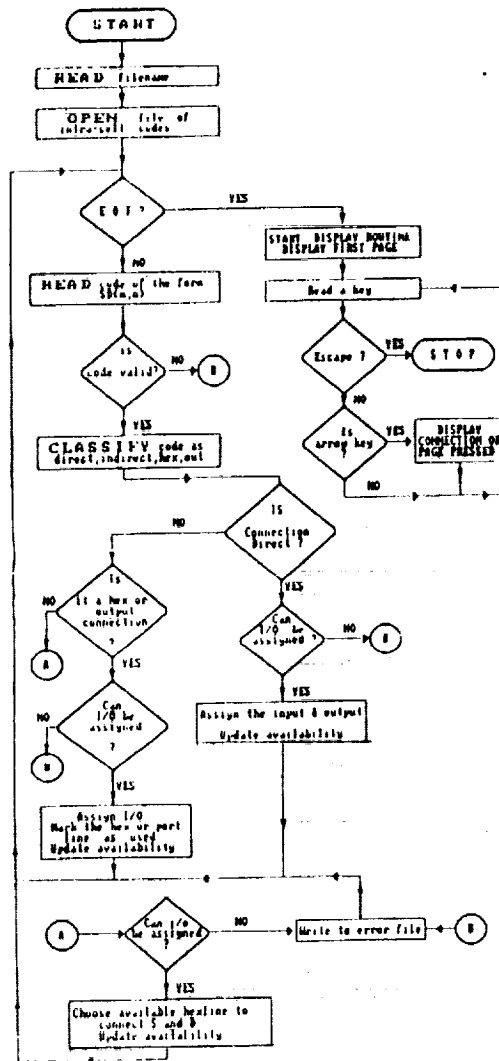 START
READ filename
OPEN file of
intra-cell codes
E O F ?
YES
START DISPLAY ROUTINE
DISPLAY FIRST PAGE
NO
READ code of the form
SD(m,n)
Read a key
Is
code valid?
NO
B
Escape ?
YES
STOP
NO
YES
CLASSIFY code as
direct,indirect,hex,out
Is
arrow key
?
YES
DISPLAY
CONNECTION OF
PAGE PRESSED
NO
Is
Connection
Direct ?
NO
YES
Is
It a hex or
output
connection
?
NO
A
YES
Can
I/O be
assigned ?
NO
B
YES
Assign the input & output
Update availability
Can
I/O be
assigned
?
NO
B
YES
Assign I/O
Mark the hex or port
line as used
Update availability
A
Can i/o
be assigned
?
NO
Write to error file
B
YES
Choose available hexline to
connect S and D
Update availability